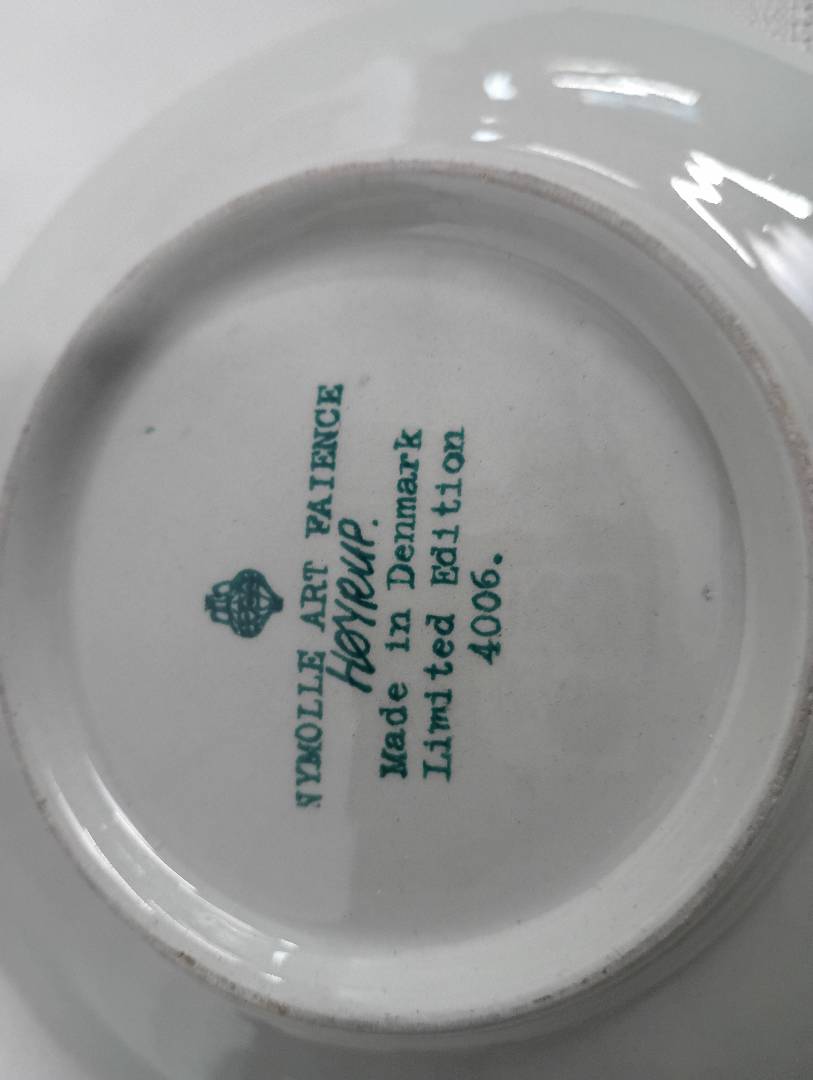 NYMOLLE ART FAIENCE
HØYRUP.
Made in Denmark
Limited Edition
4006.